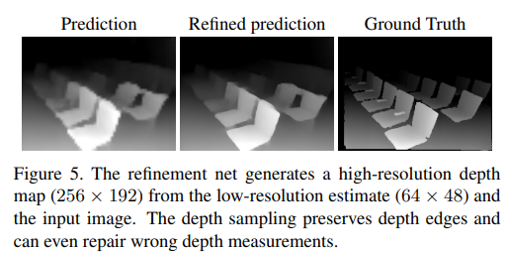 Prediction Refined prediction Ground Truth
Figure 5. The refinement net generates a high-resolution depth
map (256 × 192) from the low-resolution estimate (64 × 48) and
the input image. The depth sampling preserves depth edges and
can even repair wrong depth measurements.